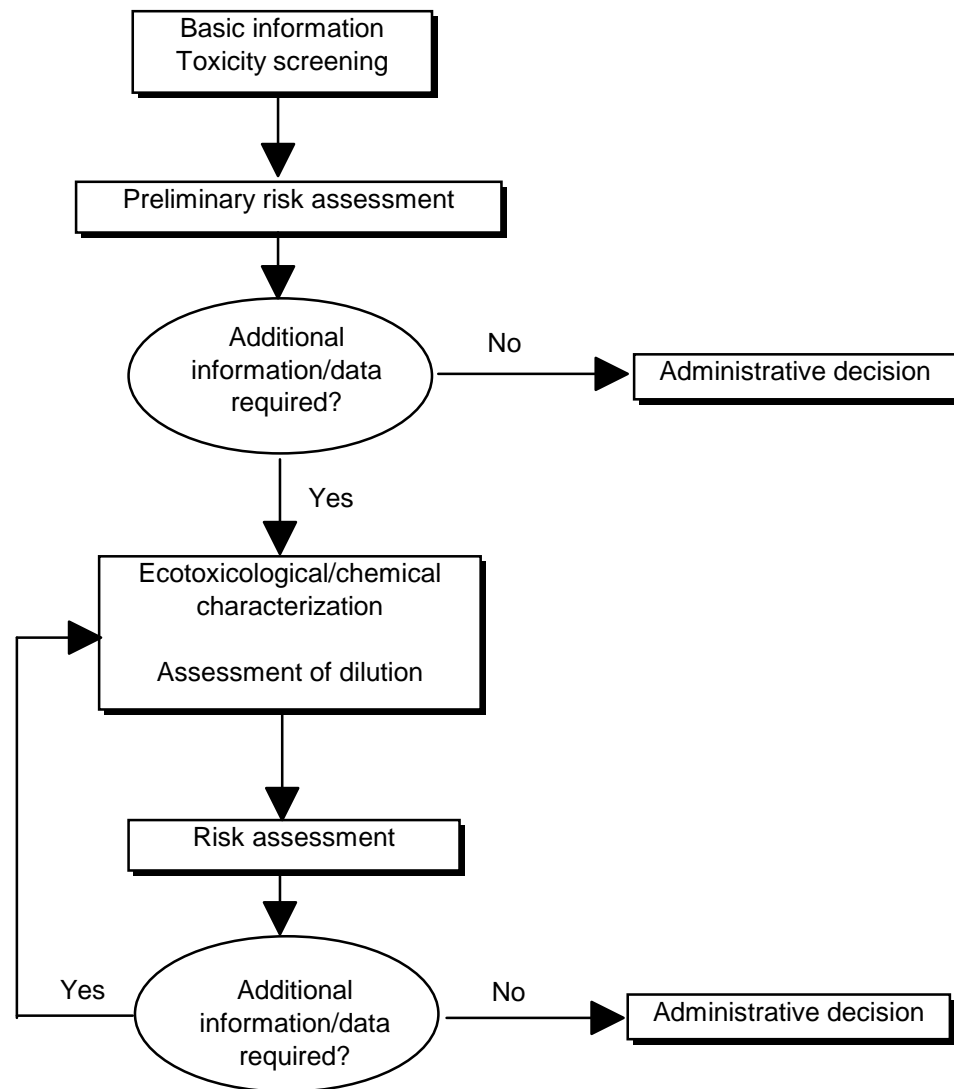 Basic information
Toxicity screening
Preliminary risk assessment
Additional
information/data
required?
No
Administrative decision
Yes
Ecotoxicological/chemical
characterization
Assessment of dilution
Risk assessment
Yes
Additional
information/data
required?
No
Administrative decision